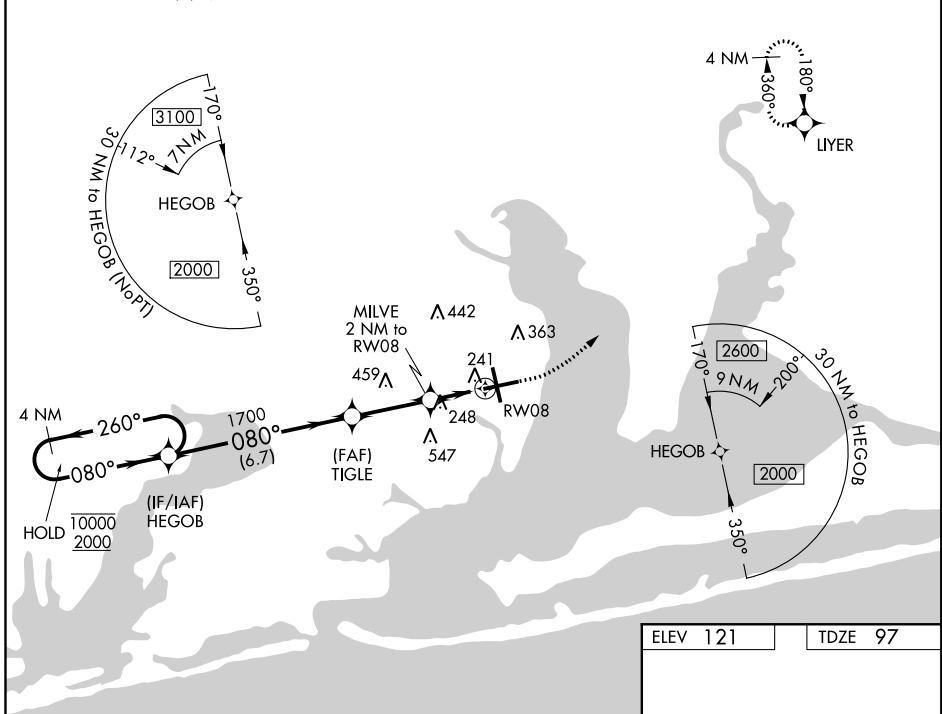 4 NM
180°
360°
LIYER
170°
3100
7 NM
112°
30 NM to HEGOB (NoPT)
HEGOB
2000
350°
MILVE
2 NM to
RW08
442
363
459
241
248
RW08
547
4 NM
260°
1700
080°
080°
(6.7)
(FAF)
TIGLE
(IF/IAF)
HEGOB
HOLD
10000
2000
170°
2600
200°
9 NM
30 NM to HEGOB
HEGOB
2000
350°
ELEV 121
TDZE 97